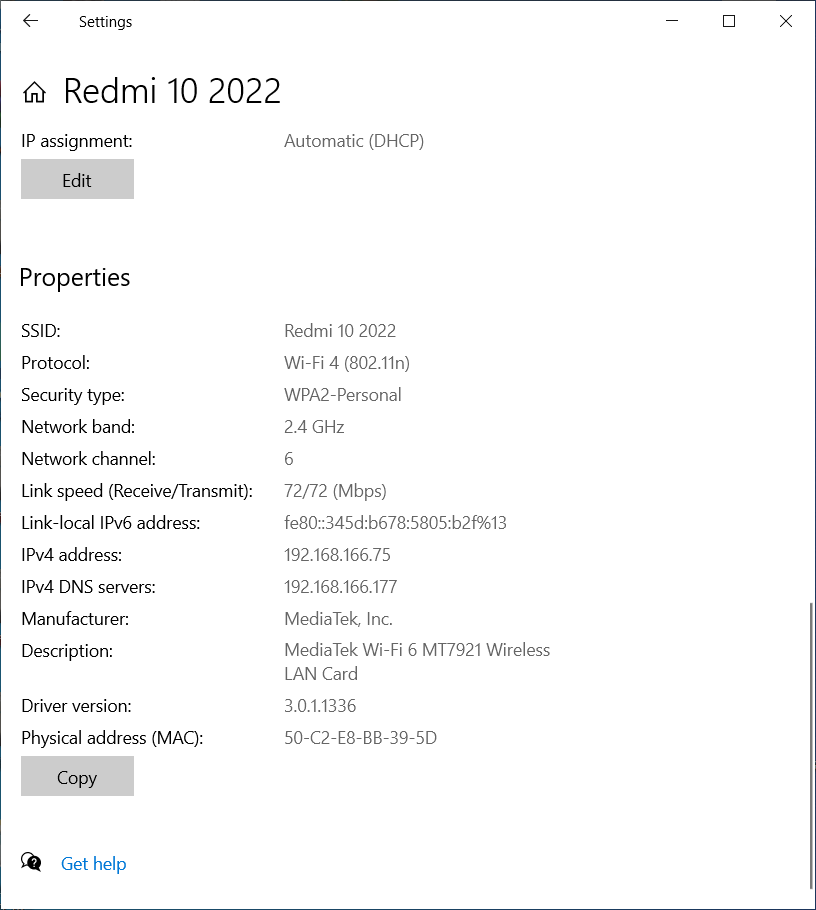 Settings
Redmi 10 2022
IP assignment: Automatic (DHCP)
Edit
Properties
SSID: Redmi 10 2022
Protocol: Wi-Fi 4 (802.11n)
Security type: WPA2-Personal
Network band: 2.4 GHz
Network channel: 6
Link speed (Receive/Transmit): 72/72 (Mbps)
Link-local IPv6 address: fe80::345d:b678:5805:b2f%13
IPv4 address: 192.168.166.75
IPv4 DNS servers: 192.168.166.177
Manufacturer: MediaTek, Inc.
Description: MediaTek Wi-Fi 6 MT7921 Wireless
LAN Card
Driver version: 3.0.1.1336
Physical address (MAC): 50-C2-E8-BB-39-5D
Copy
Get help